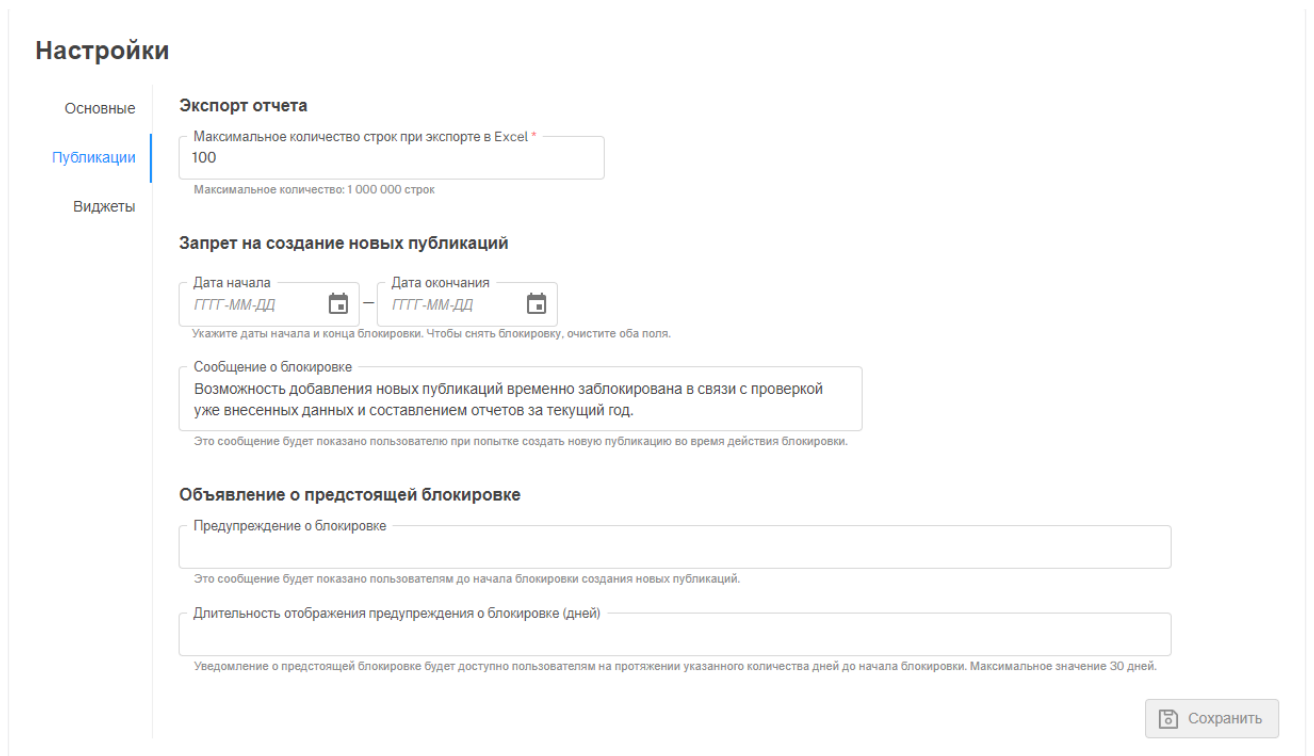 Настройки
Основные
Публикации
Виджеты
Экспорт отчета
Максимальное количество строк при экспорте в Excel *
100
Максимальное количество: 1 000 000 строк
Запрет на создание новых публикаций
Дата начала
ГГГГ-ММ-ДД
—
Дата окончания
ГГГГ-ММ-ДД
Укажите даты начала и конца блокировки. Чтобы снять блокировку, очистите оба поля.
Сообщение о блокировке
Возможность добавления новых публикаций временно заблокирована в связи с проверкой
уже внесенных данных и составлением отчетов за текущий год.
Это сообщение будет показано пользователю при попытке создать новую публикацию во время действия блокировки.
Объявление о предстоящей блокировке
Предупреждение о блокировке
Это сообщение будет показано пользователям до начала блокировки создания новых публикаций.
Длительность отображения предупреждения о блокировке (дней)
Уведомление о предстоящей блокировке будет доступно пользователям на протяжении указанного количества дней до начала блокировки. Максимальное значение 30 дней.
Сохранить